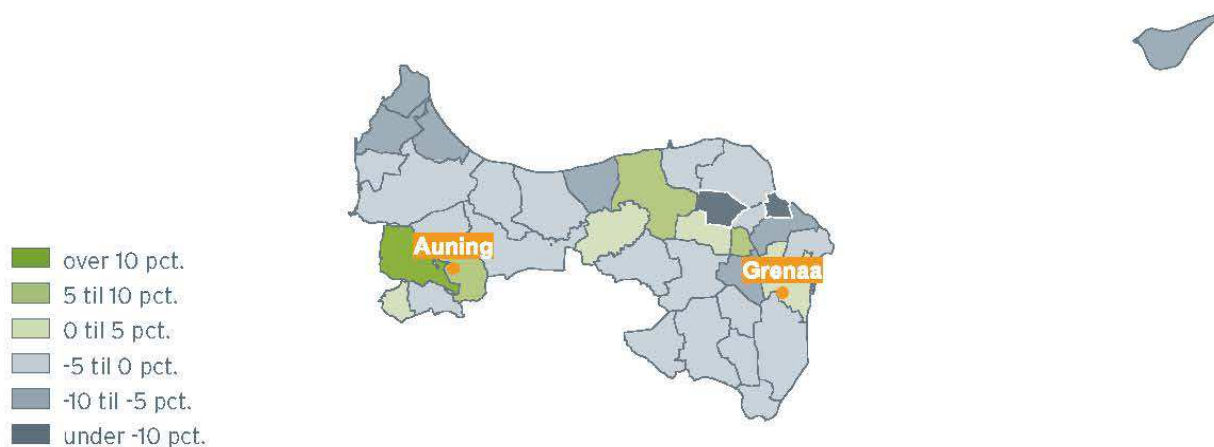 Auning
Grenaa
over 10 pct.
5 til 10 pct.
0 til 5 pct.
-5 til 0 pct.
-10 til -5 pct.
under -10 pct.